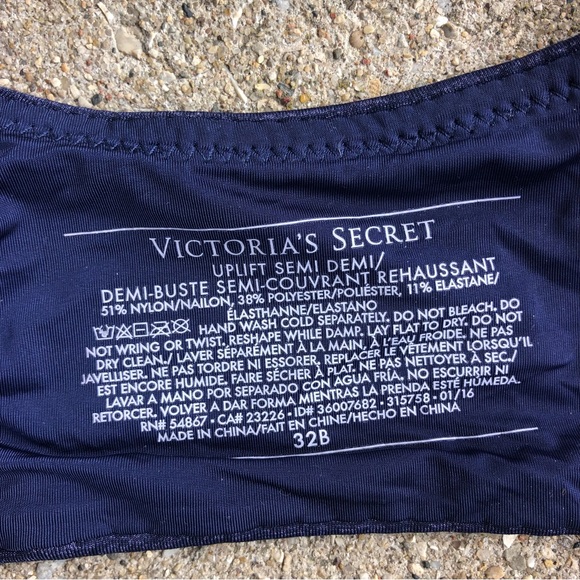 VICTORIA'S SECRET
UPLIFT SEMI DEMI/
DEMI-BUSTE SEMI-COUVRANT REHAUSSANT
51% NYLON/NAILON, 38% POLYESTER/POLIÉSTER, 11% ELASTANE/
ÉLASTHANNE/ELASTANO
HAND WASH COLD SEPARATELY. DO NOT BLEACH. DO
NOT WRING OR TWIST. RESHAPE WHILE DAMP. LAY FLAT TO DRY. DO NOT
DRY CLEAN./ LAVER SÉPARÉMENT À LA MAIN, À L'EAU FROIDE. NE PAS
JAVELLISER. NE PAS TORDRE NI ESSORER, REPLACER LE VÊTEMENT LORSQU'IL
EST ENCORE HUMIDE. FAIRE SÉCHER À PLAT. NE PAS NETTOYER À SEC./
LAVAR A MANO POR SEPARADO CON AGUA FRÍA. NO ESCURRIR NI
RETORCER. VOLVER A DAR FORMA MIENTRAS LA PRENDA ESTÉ HÚMEDA.
RN# 54867 • CA# 23226 • ID# 36007682 • 315758 • 01/16
MADE IN CHINA/FAIT EN CHINE/HECHO EN CHINA
32B